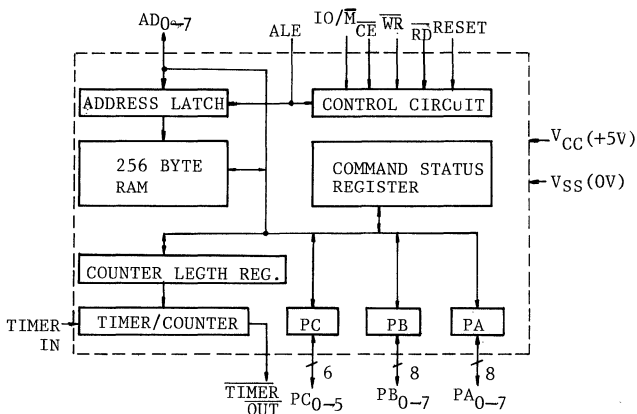 AD0–7
ALE
IO/M̅
C̅E̅
W̅R̅
R̅D̅
RESET
ADDRESS LATCH
CONTROL CIRCUIT
256 BYTE
RAM
COMMAND STATUS
REGISTER
VCC(+5V)
VSS(0V)
COUNTER LEGTH REG.
TIMER
IN
TIMER/COUNTER
PC
PB
PA
6
8
8
T̅I̅M̅E̅R̅
O̅U̅T̅
PC0–5
PB0–7
PA0–7